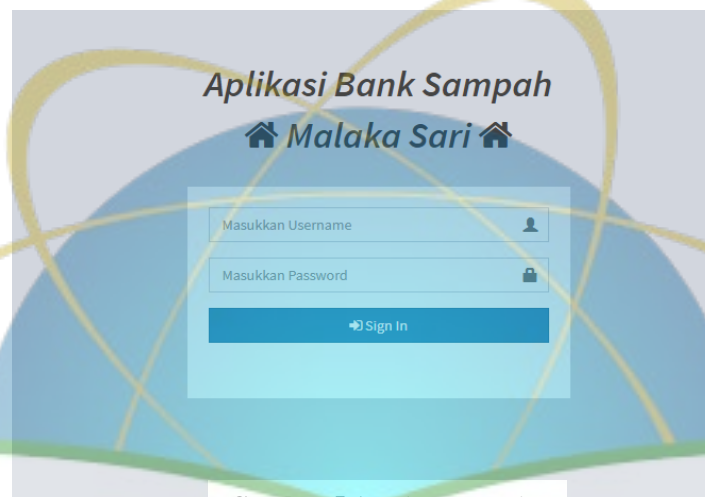 Aplikasi Bank Sampah
Malaka Sari
Masukkan Username
Masukkan Password
Sign In